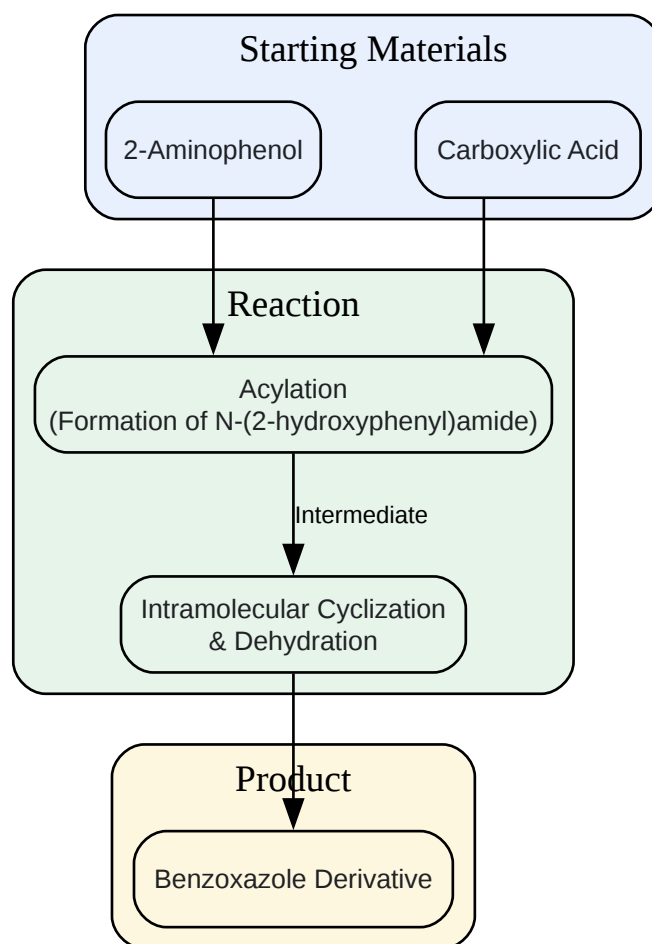 Starting Materials
2-Aminophenol
Carboxylic Acid
Reaction
Acylation
(Formation of N-(2-hydroxyphenyl)amide)
Intermediate
Intramolecular Cyclization
& Dehydration
Product
Benzoxazole Derivative